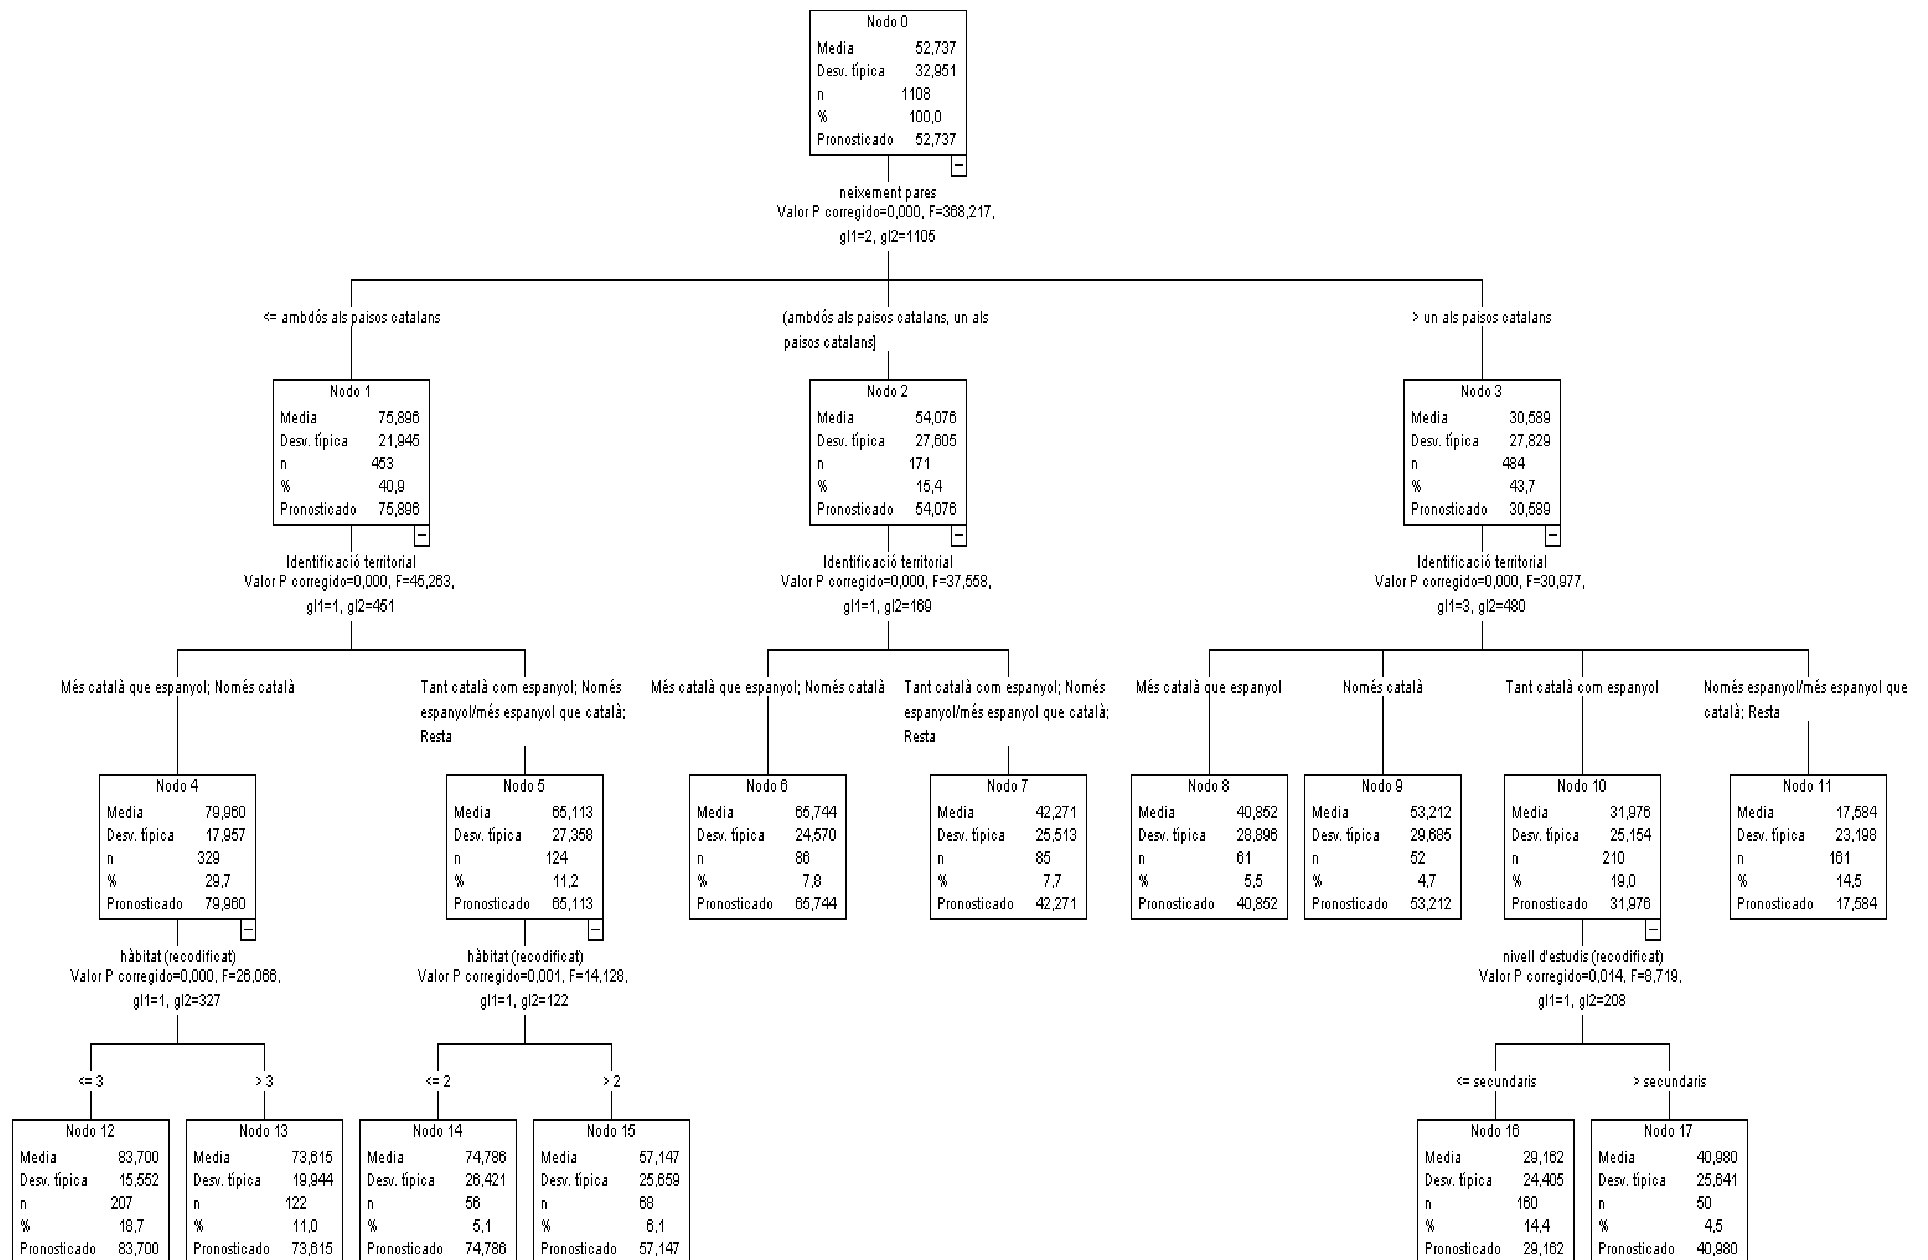 Nodo 0
Media 52,737
Desv. típica 32,951
n 1108
% 100,0
Pronosticado 52,737
neixement pares
Valor P corregido=0,000, F=368,217,
gl1=2, gl2=1105
<= ambdós als paisos catalans
(ambdós als paisos catalans, un als
paisos catalans]
> un als paisos catalans
Nodo 1
Media 75,896
Desv. típica 21,945
n 453
% 40,9
Pronosticado 75,896
Identificació territorial
Valor P corregido=0,000, F=45,263,
gl1=1, gl2=451
Nodo 2
Media 54,076
Desv. típica 27,605
n 171
% 15,4
Pronosticado 54,076
Identificació territorial
Valor P corregido=0,000, F=37,558,
gl1=1, gl2=169
Nodo 3
Media 30,589
Desv. típica 27,829
n 484
% 43,7
Pronosticado 30,589
Identificació territorial
Valor P corregido=0,000, F=30,977,
gl1=3, gl2=480
Més català que espanyol; Només català
Tant català com espanyol; Només
espanyol/més espanyol que català;
Resta
Més català que espanyol; Només català
Tant català com espanyol; Només
espanyol/més espanyol que català;
Resta
Més català que espanyol
Només català
Tant català com espanyol
Només espanyol/més espanyol que
català; Resta
Nodo 4
Media 79,960
Desv. típica 17,957
n 329
% 29,7
Pronosticado 79,960
hàbitat (recodificat)
Valor P corregido=0,000, F=26,066,
gl1=1, gl2=327
Nodo 5
Media 65,113
Desv. típica 27,358
n 124
% 11,2
Pronosticado 65,113
hàbitat (recodificat)
Valor P corregido=0,001, F=14,128,
gl1=1, gl2=122
Nodo 6
Media 65,744
Desv. típica 24,570
n 86
% 7,8
Pronosticado 65,744
Nodo 7
Media 42,271
Desv. típica 25,513
n 85
% 7,7
Pronosticado 42,271
Nodo 8
Media 40,852
Desv. típica 28,896
n 61
% 5,5
Pronosticado 40,852
Nodo 9
Media 53,212
Desv. típica 29,685
n 52
% 4,7
Pronosticado 53,212
Nodo 10
Media 31,976
Desv. típica 25,154
n 210
% 19,0
Pronosticado 31,976
nivell d'estudis (recodificat)
Valor P corregido=0,014, F=8,719,
gl1=1, gl2=208
Nodo 11
Media 17,584
Desv. típica 23,198
n 161
% 14,5
Pronosticado 17,584
<= 3
> 3
<= 2
> 2
<= secundaris
> secundaris
Nodo 12
Media 83,700
Desv. típica 15,552
n 207
% 18,7
Pronosticado 83,700
Nodo 13
Media 73,615
Desv. típica 19,944
n 122
% 11,0
Pronosticado 73,615
Nodo 14
Media 74,786
Desv. típica 26,421
n 56
% 5,1
Pronosticado 74,786
Nodo 15
Media 57,147
Desv. típica 25,659
n 68
% 6,1
Pronosticado 57,147
Nodo 16
Media 29,162
Desv. típica 24,405
n 160
% 14,4
Pronosticado 29,162
Nodo 17
Media 40,980
Desv. típica 25,641
n 50
% 4,5
Pronosticado 40,980